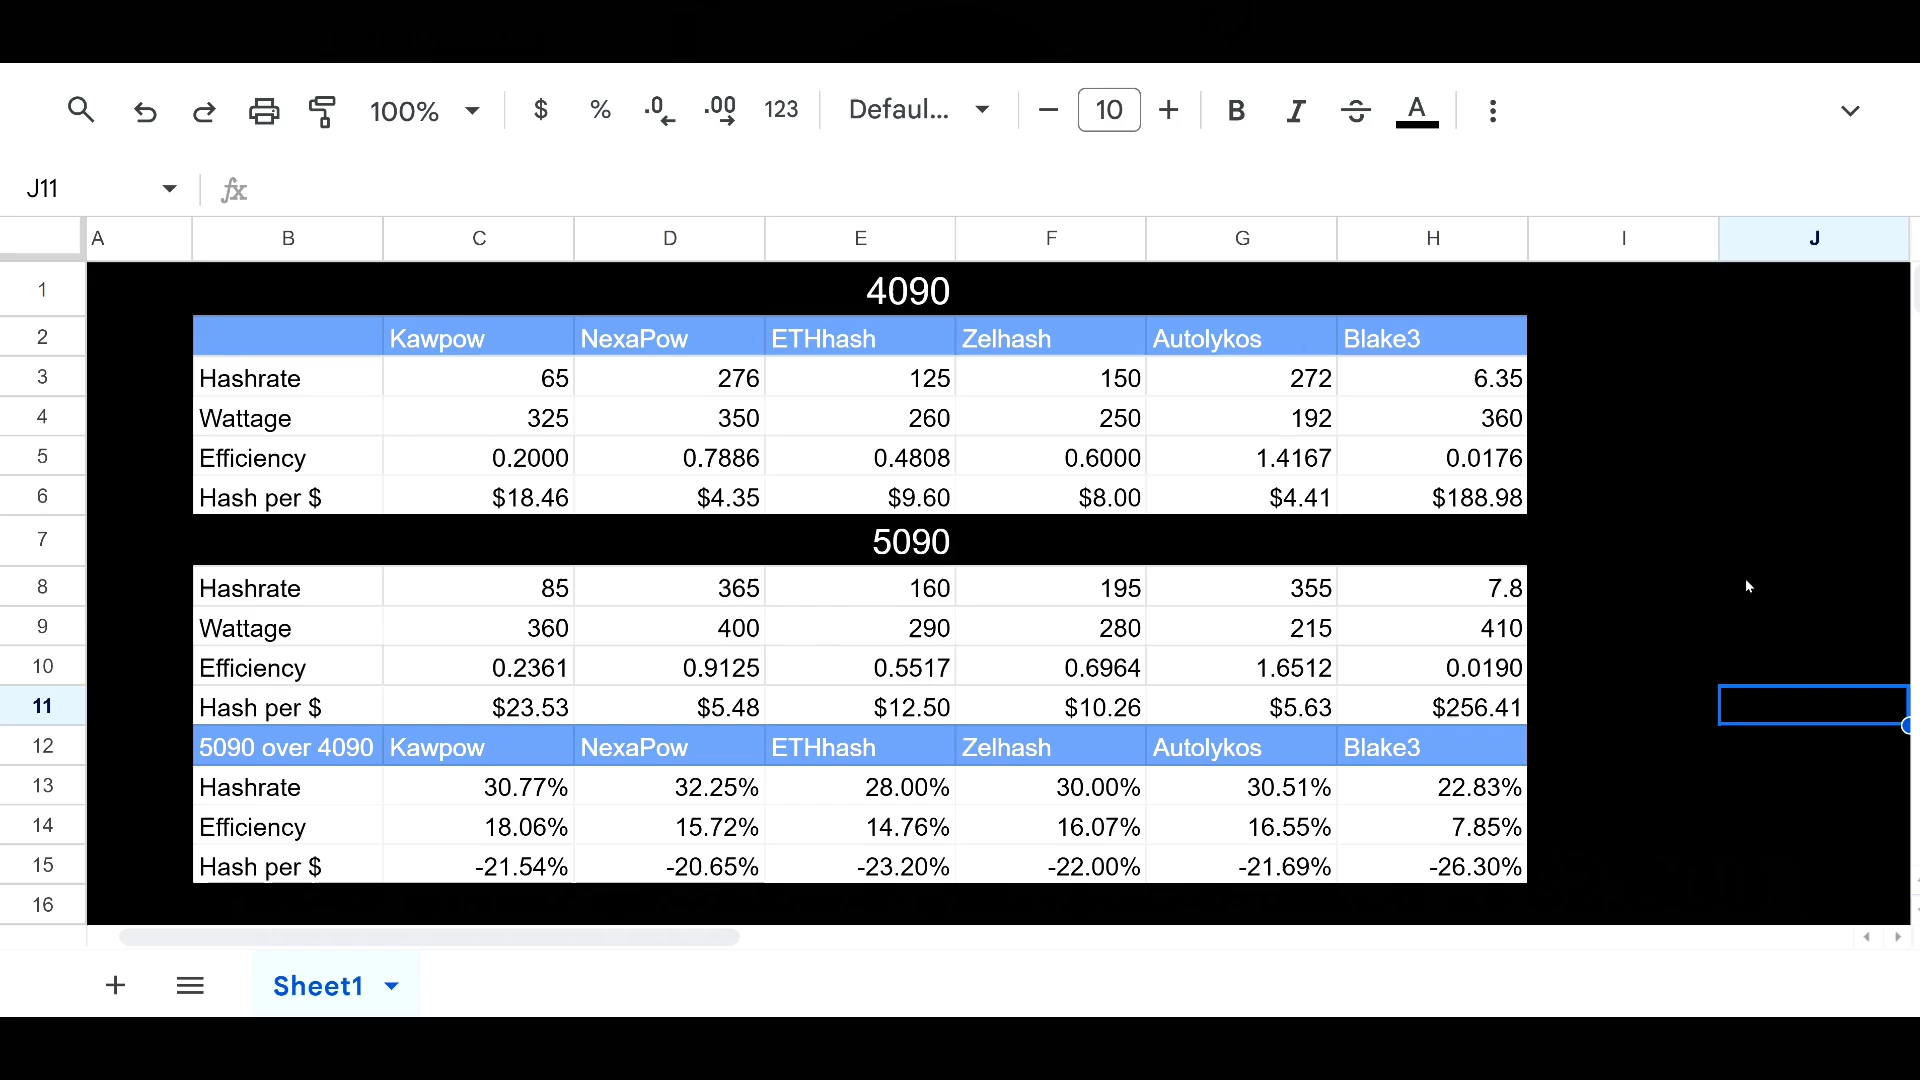 100% $ % .0 .00 123 Defaul... 10 B I S A
J11 fx
A B C D E F G H I J
1 4090
2 Kawpow NexaPow ETHhash Zelhash Autolykos Blake3
3 Hashrate 65 276 125 150 272 6.35
4 Wattage 325 350 260 250 192 360
5 Efficiency 0.2000 0.7886 0.4808 0.6000 1.4167 0.0176
6 Hash per $ $18.46 $4.35 $9.60 $8.00 $4.41 $188.98
7 5090
8 Hashrate 85 365 160 195 355 7.8
9 Wattage 360 400 290 280 215 410
10 Efficiency 0.2361 0.9125 0.5517 0.6964 1.6512 0.0190
11 Hash per $ $23.53 $5.48 $12.50 $10.26 $5.63 $256.41
12 5090 over 4090 Kawpow NexaPow ETHhash Zelhash Autolykos Blake3
13 Hashrate 30.77% 32.25% 28.00% 30.00% 30.51% 22.83%
14 Efficiency 18.06% 15.72% 14.76% 16.07% 16.55% 7.85%
15 Hash per $ -21.54% -20.65% -23.20% -22.00% -21.69% -26.30%
16
Sheet1